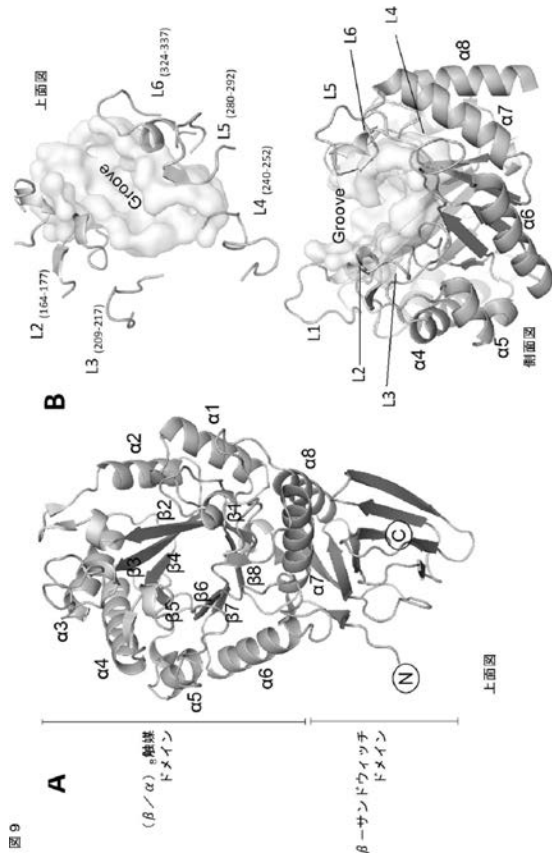 図 9
A
(β/α)₈触媒
ドメイン
β-サンドウィッチ
ドメイン
α3
α2
α4
β3
β2
α1
β4
β5
β1
β6
α5
β7
β8
α8
α6
α7
N
C
上面図
B
上面図
L2 (164-177)
L6 (324-337)
Groove
L3 (209-217)
L5 (280-292)
L4 (240-252)
L5
L6
L4
L1
Groove
α8
L2
α7
α4
L3
α6
α5
側面図